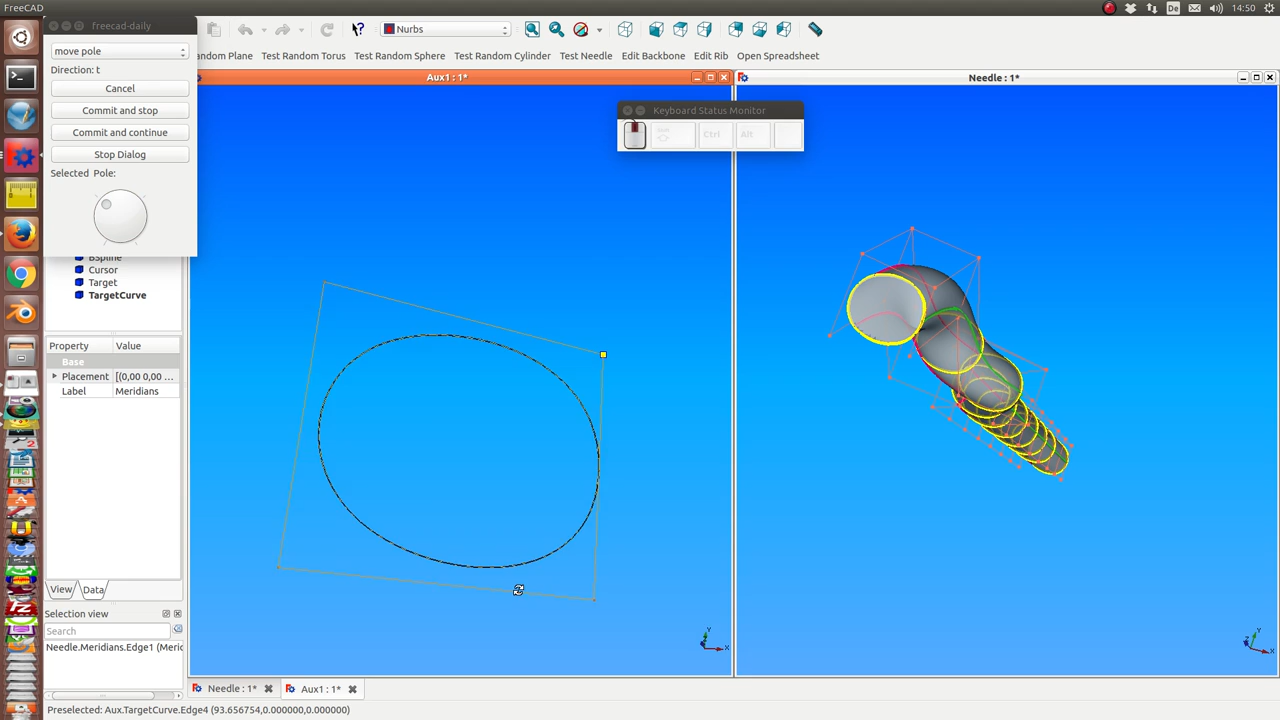 FreeCAD
De
14:50
freecad-daily
Nurbs
andom Plane
Test Random Torus
Test Random Sphere
Test Random Cylinder
Test Needle
Edit Backbone
Edit Rib
Open Spreadsheet
move pole
Direction: t
Cancel
Commit and stop
Commit and continue
Stop Dialog
Selected Pole:
Aux1 : 1*
Needle : 1*
Keyboard Status Monitor
Ctrl
Alt
BSpline
Cursor
Target
TargetCurve
Property
Value
Base
Placement
[(0,00 0,00 ...
Label
Meridians
View
Data
Selection view
Search
Needle.Meridians.Edge1 (Meric
Needle : 1*
Aux1 : 1*
Preselected: Aux.TargetCurve.Edge4 (93.656754,0.000000,0.000000)